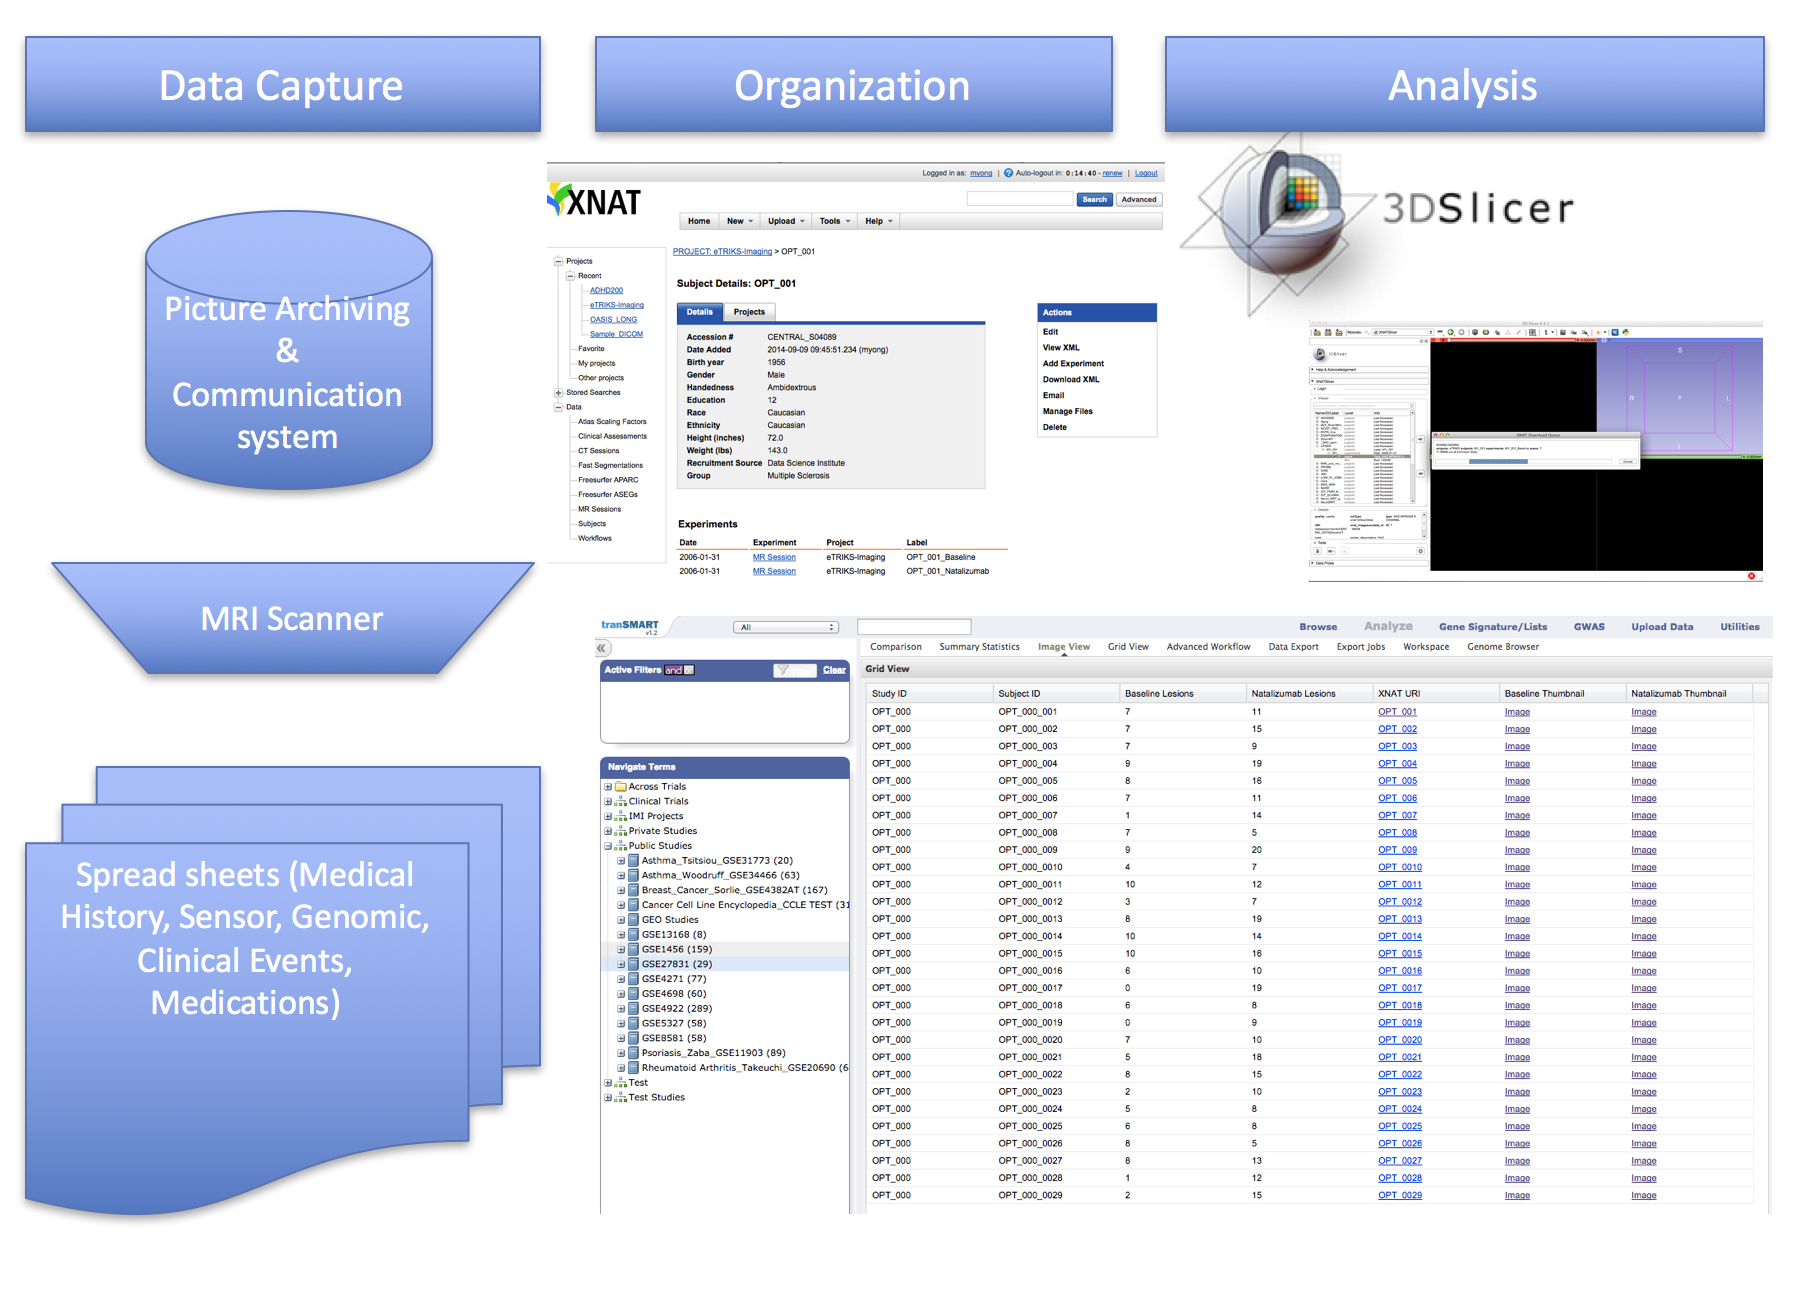 Data Capture
Organization
Analysis
Picture Archiving
&
Communication
system
MRI Scanner
Spread sheets (Medical
History, Sensor, Genomic,
Clinical Events,
Medications)
Logged in as: myong | Auto-logout in: 0:14:40 - renew | Logout
XNAT
Search Advanced
Home New Upload Tools Help
Projects
Recent
ADHD200
eTRIKS-Imaging
OASIS_LONG
Sample_DICOM
Favorite
My projects
Other projects
Stored Searches
Data
Atlas Scaling Factors
Clinical Assessments
CT Sessions
Fast Segmentations
Freesurfer APARC
Freesurfer ASEGs
MR Sessions
Subjects
Workflows
PROJECT: eTRIKS-Imaging > OPT_001
Subject Details: OPT_001
Details Projects
Accession # CENTRAL_S04089
Date Added 2014-09-09 09:45:51.234 (myong)
Birth year 1956
Gender Male
Handedness Ambidextrous
Education 12
Race Caucasian
Ethnicity Caucasian
Height (inches) 72.0
Weight (lbs) 143.0
Recruitment Source Data Science Institute
Group Multiple Sclerosis
Actions
Edit
View XML
Add Experiment
Download XML
Email
Manage Files
Delete
Experiments
Date Experiment Project Label
2006-01-31 MR Session eTRIKS-Imaging OPT_001_Baseline
2006-01-31 MR Session eTRIKS-Imaging OPT_001_Natalizumab
3DSlicer
Modules: XNATSlicer
3DSlicer
Help & Acknowledgement
XNATSlicer
Login
Viewer
Tools
Data Probe
XNAT Download Queue
Cancel
S
R
L
I
tranSMART
v1.2
All
Browse Analyze Gene Signature/Lists GWAS Upload Data Utilities
Comparison Summary Statistics Image View Grid View Advanced Workflow Data Export Export Jobs Workspace Genome Browser
Active Filters and or Clear
Navigate Terms
Across Trials
Clinical Trials
IMI Projects
Private Studies
Public Studies
Asthma_Tsitsiou_GSE31773 (20)
Asthma_Woodruff_GSE34466 (63)
Breast_Cancer_Sorlie_GSE4382AT (167)
Cancer Cell Line Encyclopedia_CCLE TEST (31
GEO Studies
GSE13168 (8)
GSE1456 (159)
GSE27831 (29)
GSE4271 (77)
GSE4698 (60)
GSE4922 (289)
GSE5327 (58)
GSE8581 (58)
Psoriasis_Zaba_GSE11903 (89)
Rheumatoid Arthritis_Takeuchi_GSE20690 (6
Test
Test Studies
Grid View
Study ID Subject ID Baseline Lesions Natalizumab Lesions XNAT URI Baseline Thumbnail Natalizumab Thumbnail
OPT_000 OPT_000_001 7 11 OPT_001 Image Image
OPT_000 OPT_000_002 7 15 OPT_002 Image Image
OPT_000 OPT_000_003 7 9 OPT_003 Image Image
OPT_000 OPT_000_004 9 19 OPT_004 Image Image
OPT_000 OPT_000_005 8 16 OPT_005 Image Image
OPT_000 OPT_000_006 7 11 OPT_006 Image Image
OPT_000 OPT_000_007 1 14 OPT_007 Image Image
OPT_000 OPT_000_008 7 5 OPT_008 Image Image
OPT_000 OPT_000_009 9 20 OPT_009 Image Image
OPT_000 OPT_000_0010 4 7 OPT_0010 Image Image
OPT_000 OPT_000_0011 10 12 OPT_0011 Image Image
OPT_000 OPT_000_0012 3 7 OPT_0012 Image Image
OPT_000 OPT_000_0013 8 19 OPT_0013 Image Image
OPT_000 OPT_000_0014 10 14 OPT_0014 Image Image
OPT_000 OPT_000_0015 10 16 OPT_0015 Image Image
OPT_000 OPT_000_0016 6 10 OPT_0016 Image Image
OPT_000 OPT_000_0017 0 19 OPT_0017 Image Image
OPT_000 OPT_000_0018 6 8 OPT_0018 Image Image
OPT_000 OPT_000_0019 0 9 OPT_0019 Image Image
OPT_000 OPT_000_0020 7 10 OPT_0020 Image Image
OPT_000 OPT_000_0021 5 18 OPT_0021 Image Image
OPT_000 OPT_000_0022 8 15 OPT_0022 Image Image
OPT_000 OPT_000_0023 2 10 OPT_0023 Image Image
OPT_000 OPT_000_0024 5 8 OPT_0024 Image Image
OPT_000 OPT_000_0025 6 8 OPT_0025 Image Image
OPT_000 OPT_000_0026 8 5 OPT_0026 Image Image
OPT_000 OPT_000_0027 8 13 OPT_0027 Image Image
OPT_000 OPT_000_0028 1 12 OPT_0028 Image Image
OPT_000 OPT_000_0029 2 15 OPT_0029 Image Image